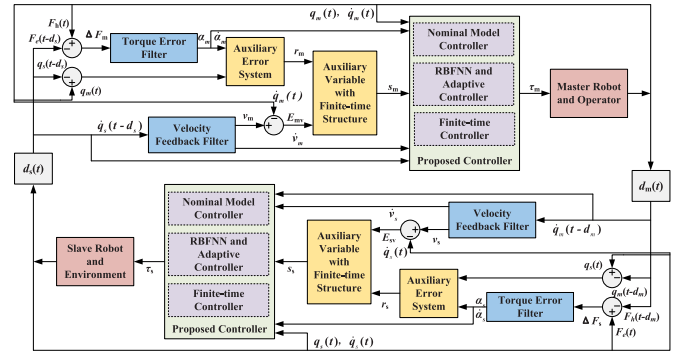 F_h(t)
q_m(t), q̇_m(t)
F_e(t-d_s)
Δ F_m
Torque Error
Filter
α_m
α̇_m
Auxiliary
Error
System
r_m
q_s(t-d_s)
q_m(t)
q̇_m(t)
Auxiliary
Variable
with
Finite-time
Structure
s_m
Nominal Model
Controller
RBFNN and
Adaptive
Controller
Finite-time
Controller
Proposed Controller
τ_m
Master Robot
and Operator
q̇_s(t-d_s)
Velocity
Feedback Filter
v_m
E_mv
v̇_m
d_s(t)
d_m(t)
Nominal Model
Controller
RBFNN and
Adaptive
Controller
Finite-time
Controller
Proposed Controller
Slave Robot
and
Environment
τ_s
s_s
Auxiliary
Variable
with
Finite-time
Structure
v̇_s
E_sv
q̇_s(t)
v_s
Velocity
Feedback Filter
q̇_m(t-d_m)
r_s
Auxiliary
Error
System
α_s
α̇_s
Torque Error
Filter
Δ F_s
q_s(t)
q_m(t-d_m)
F_h(t-d_m)
F_e(t)
q_s(t), q̇_s(t)